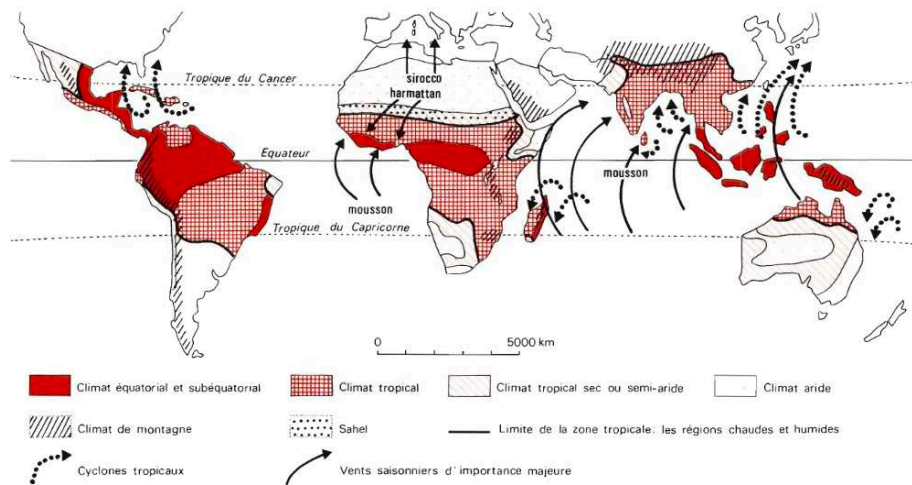 Tropique du Cancer
sirocco
harmattan
Equateur
mousson
mousson
Tropique du Capricorne
0 5000 km
Climat équatorial et subéquatorial
Climat tropical
Climat tropical sec ou semi-aride
Climat aride
Climat de montagne
Sahel
Limite de la zone tropicale: les régions chaudes et humides
Cyclones tropicaux
Vents saisonniers d'importance majeure